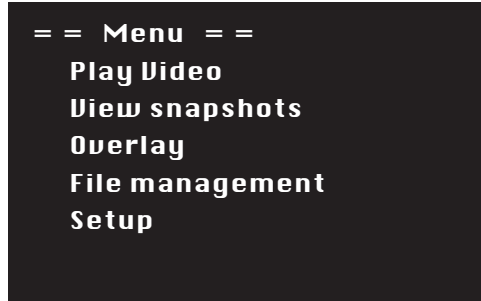 = = Menu = =
Play Video
View snapshots
Overlay
File management
Setup